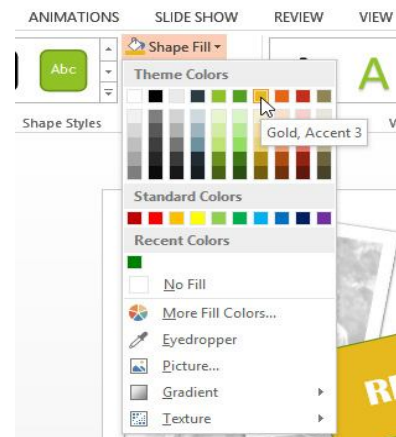 ANIMATIONS SLIDE SHOW REVIEW VIEW
Shape Fill
Abc
A
Theme Colors
Shape Styles
Gold, Accent 3
Standard Colors
Recent Colors
No Fill
More Fill Colors...
Eyedropper
Picture...
Gradient
Texture